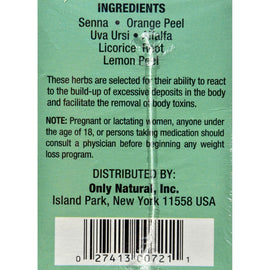 INGREDIENTS
Senna • Orange Peel
Uva Ursi • Alfalfa
Licorice Root
Lemon Peel
These herbs are selected for their ability to react
to the build-up of excessive deposits in the body
and facilitate the removal of body toxins.
NOTE: Pregnant or lactating women, anyone under
the age of 18, or persons taking medication should
consult a physician before beginning any weight
loss program.
DISTRIBUTED BY:
Only Natural, Inc.
Island Park, New York 11558 USA
0 27413 00721 1